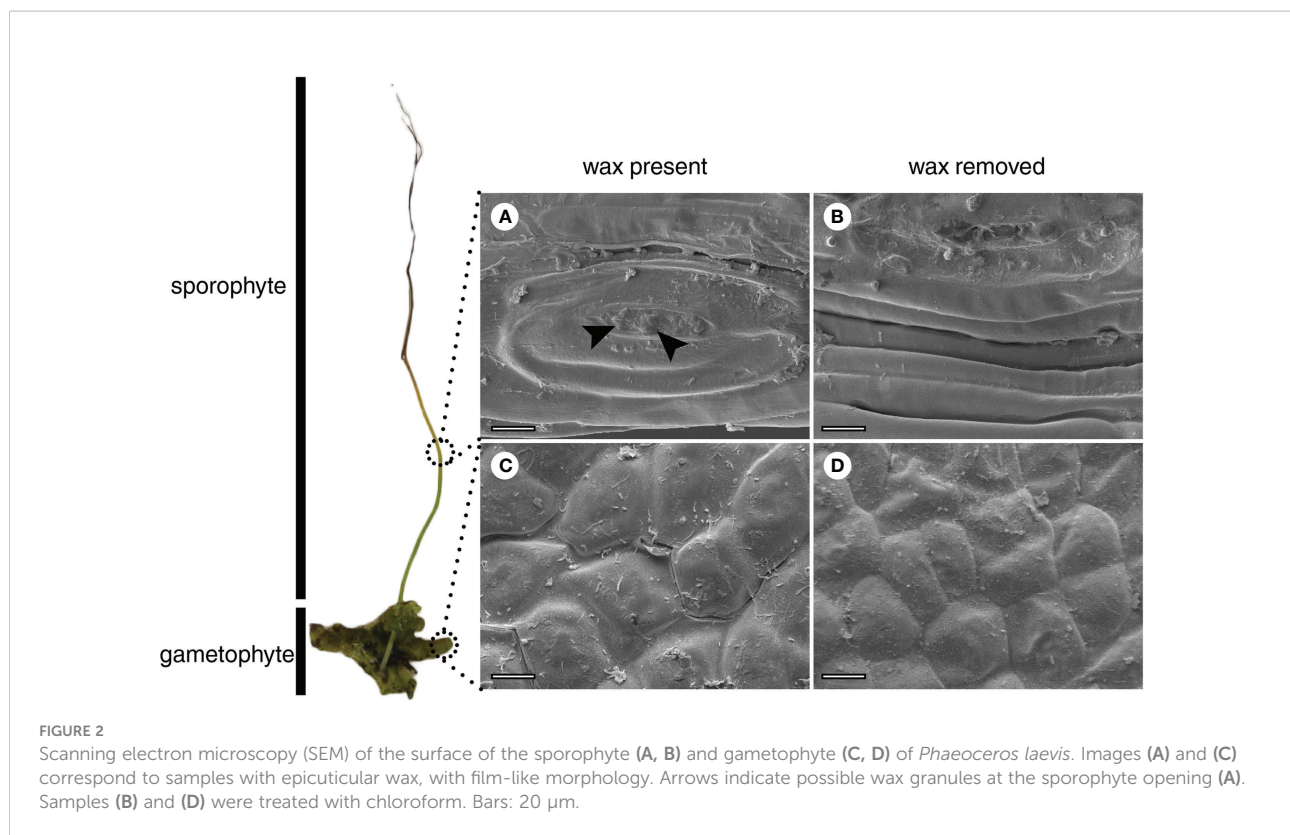 wax present
wax removed
A
B
sporophyte
C
D
gametophyte
FIGURE 2
Scanning electron microscopy (SEM) of the surface of the sporophyte (A, B) and gametophyte (C, D) of Phaeoceros laevis. Images (A) and (C)
correspond to samples with epicuticular wax, with film-like morphology. Arrows indicate possible wax granules at the sporophyte opening (A).
Samples (B) and (D) were treated with chloroform. Bars: 20 µm.